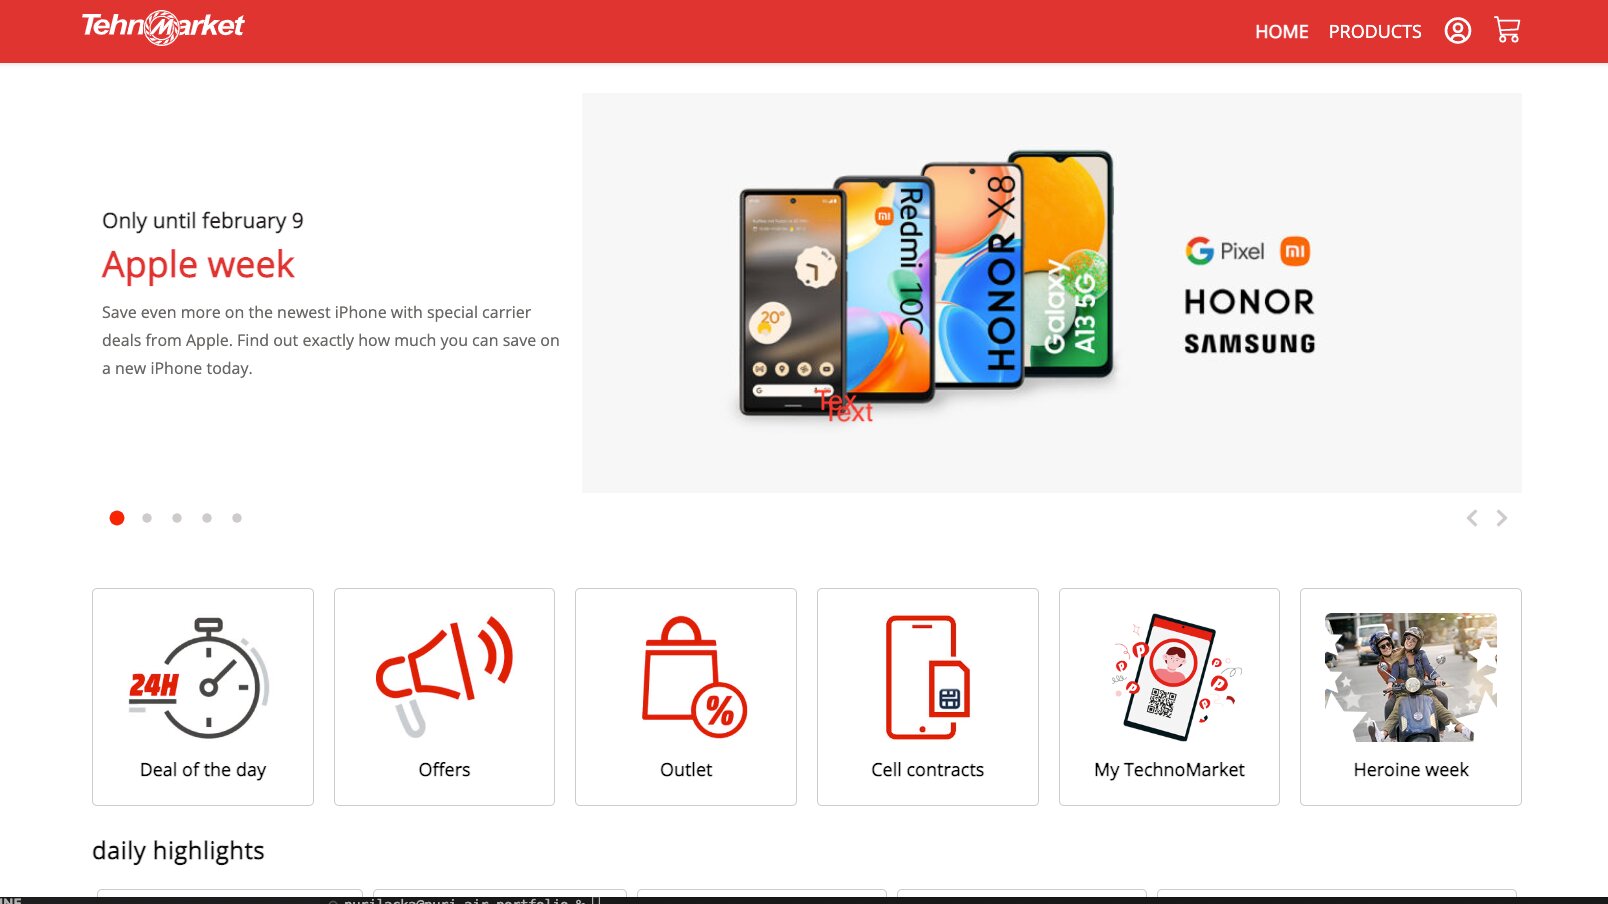 TehnoMarket
HOME PRODUCTS
Only until february 9
Apple week
Save even more on the newest iPhone with special carrier
deals from Apple. Find out exactly how much you can save on
a new iPhone today.
20°
Redmi 10C
HONOR X8
Galaxy
A13 5G
G Pixel mi
HONOR
SAMSUNG
Tex
Text
24H
%
Deal of the day
Offers
Outlet
Cell contracts
My TechnoMarket
Heroine week
daily highlights